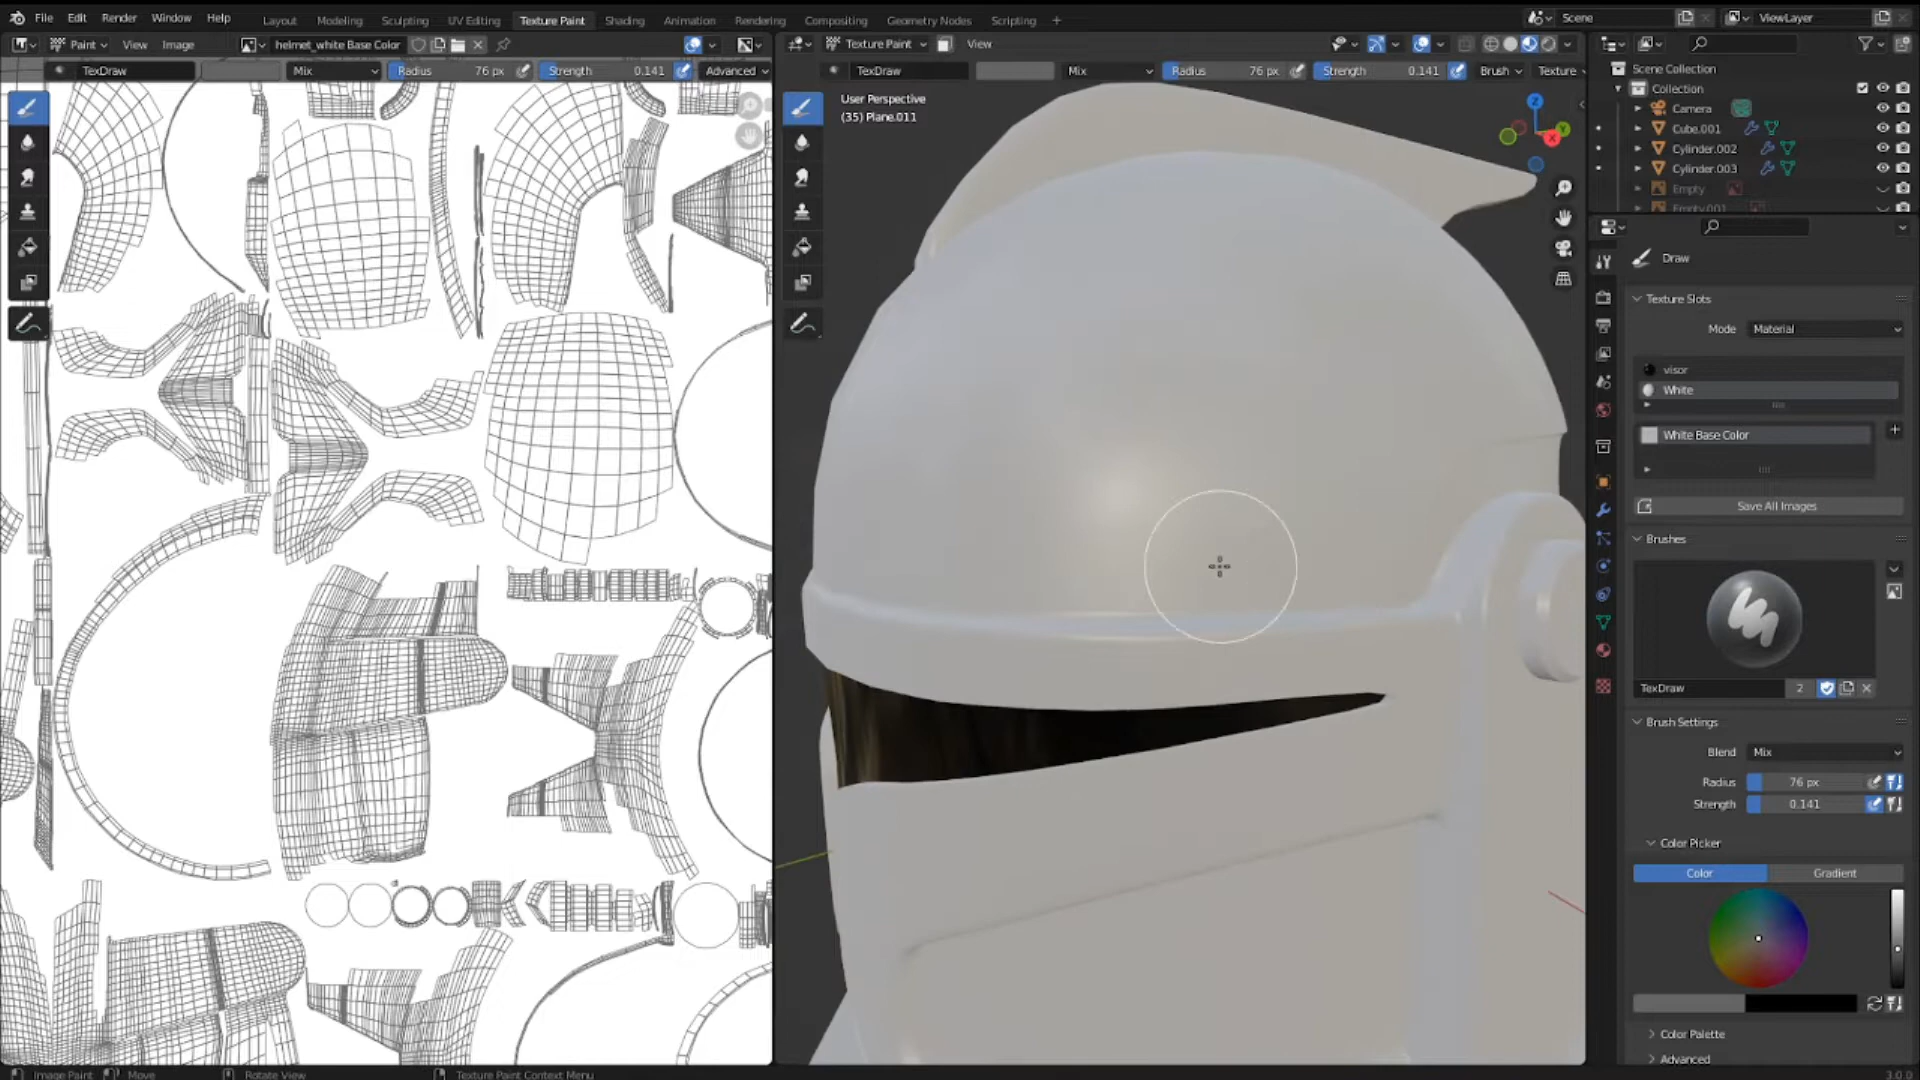 File Edit Render Window Help
Layout Modeling Sculpting UV Editing Texture Paint Shading Animation Rendering Compositing Geometry Nodes Scripting +
Scene
ViewLayer
Paint View Image
helmet_white Base Color
Texture Paint View
TexDraw
Mix
Radius 76 px
Strength 0.141
Advanced
TexDraw
Mix
Radius 76 px
Strength 0.141
Brush
Texture
User Perspective
(35) Plane.011
Z
Y
X
Scene Collection
Collection
Camera
Cube.001
Cylinder.002
Cylinder.003
Empty
Empty.001
Draw
Texture Slots
Mode Material
visor
White
White Base Color
Save All Images
Brushes
TexDraw 2
Brush Settings
Blend Mix
Radius 76 px
Strength 0.141
Color Picker
Color Gradient
Color Palette
Advanced
Image Paint Move Rotate View Texture Paint Context Menu 3.0.0